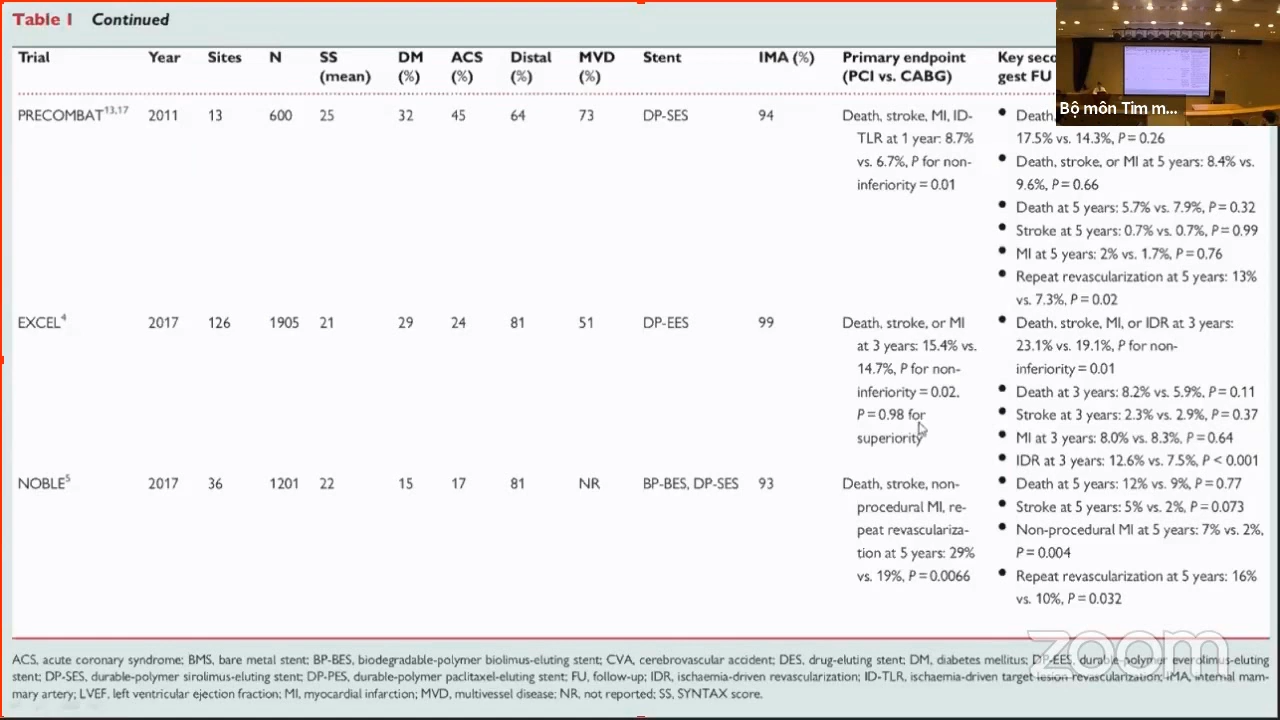 Table 1 Continued
Trial Year Sites N SS (mean) DM (%) ACS (%) Distal (%) MVD (%) Stent IMA (%) Primary endpoint (PCI vs. CABG) Key seco
gest FU
PRECOMBAT13,17 2011 13 600 25 32 45 64 73 DP-SES 94
Death, stroke, MI, ID-
TLR at 1 year: 8.7%
vs. 6.7%, P for non-
inferiority = 0.01
• Death,
17.5% vs. 14.3%, P = 0.26
• Death, stroke, or MI at 5 years: 8.4% vs.
9.6%, P = 0.66
• Death at 5 years: 5.7% vs. 7.9%, P = 0.32
• Stroke at 5 years: 0.7% vs. 0.7%, P = 0.99
• MI at 5 years: 2% vs. 1.7%, P = 0.76
• Repeat revascularization at 5 years: 13%
vs. 7.3%, P = 0.02
EXCEL4 2017 126 1905 21 29 24 81 51 DP-EES 99
Death, stroke, or MI
at 3 years: 15.4% vs.
14.7%, P for non-
inferiority = 0.02,
P = 0.98 for
superiority
• Death, stroke, MI, or IDR at 3 years:
23.1% vs. 19.1%, P for non-
inferiority = 0.01
• Death at 3 years: 8.2% vs. 5.9%, P = 0.11
• Stroke at 3 years: 2.3% vs. 2.9%, P = 0.37
• MI at 3 years: 8.0% vs. 8.3%, P = 0.64
• IDR at 3 years: 12.6% vs. 7.5%, P < 0.001
NOBLE5 2017 36 1201 22 15 17 81 NR BP-BES, DP-SES 93
Death, stroke, non-
procedural MI, re-
peat revasculariza-
tion at 5 years: 29%
vs. 19%, P = 0.0066
• Death at 5 years: 12% vs. 9%, P = 0.77
• Stroke at 5 years: 5% vs. 2%, P = 0.073
• Non-procedural MI at 5 years: 7% vs. 2%,
P = 0.004
• Repeat revascularization at 5 years: 16%
vs. 10%, P = 0.032
ACS, acute coronary syndrome; BMS, bare metal stent; BP-BES, biodegradable-polymer biolimus-eluting stent; CVA, cerebrovascular accident; DES, drug-eluting stent; DM, diabetes mellitus; DP-EES, durable-polymer everolimus-eluting
stent; DP-SES, durable-polymer sirolimus-eluting stent; DP-PES, durable-polymer paclitaxel-eluting stent; FU, follow-up; IDR, ischaemia-driven revascularization; ID-TLR, ischaemia-driven target lesion revascularization; IMA, internal mam-
mary artery; LVEF, left ventricular ejection fraction; MI, myocardial infarction; MVD, multivessel disease; NR, not reported; SS, SYNTAX score.
Bộ môn Tim m...
zoom